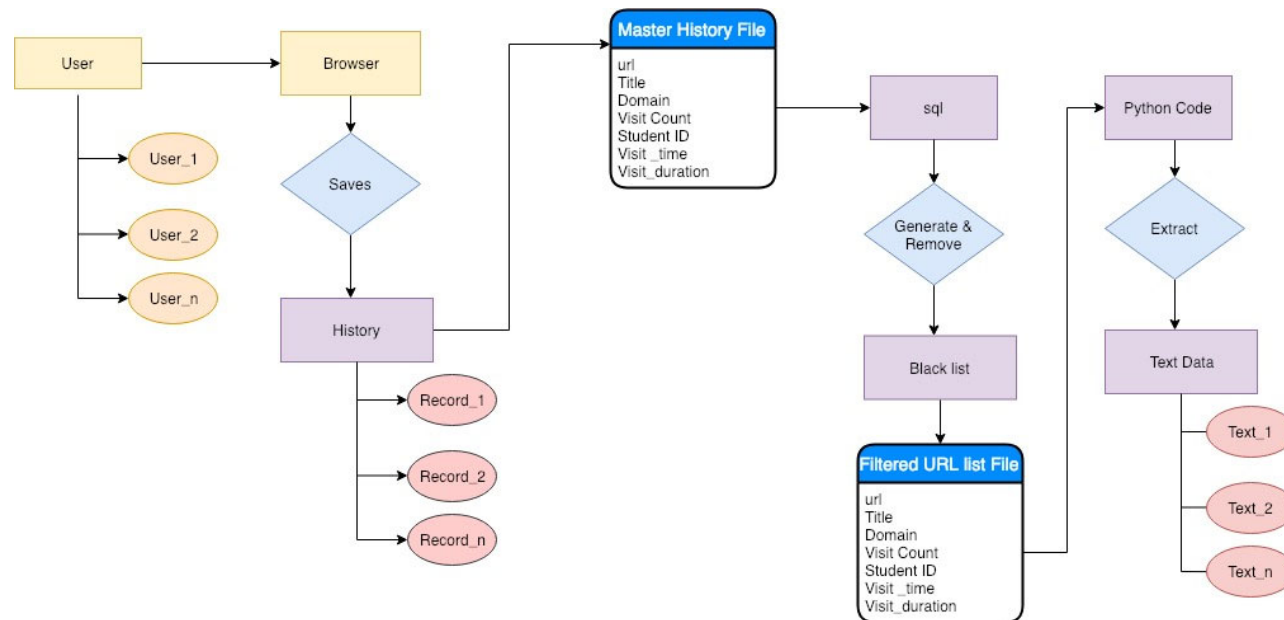 User
User_1
User_2
User_n
Browser
Saves
History
Record_1
Record_2
Record_n
Master History File
url
Title
Domain
Visit Count
Student ID
Visit _time
Visit_duration
sql
Generate &
Remove
Black list
Filtered URL list File
url
Title
Domain
Visit Count
Student ID
Visit _time
Visit_duration
Python Code
Extract
Text Data
Text_1
Text_2
Text_n